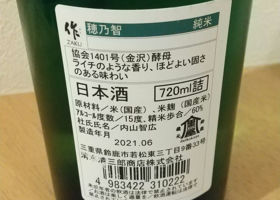 作 穂乃智 純米
ZAKU
協会1401号(金沢)酵母
ライチのような香り、ほどよい固さ
のある味わい
日本酒 720ml詰
原材料/米(国産)、米麹(国産米)
アルコール度数/15度、精米歩合/60%
杜氏氏名/内山智広
製造年月
2021.06
三重県鈴鹿市若松東三丁目9番33号
清水清三郎商店株式会社
4 983422 310222